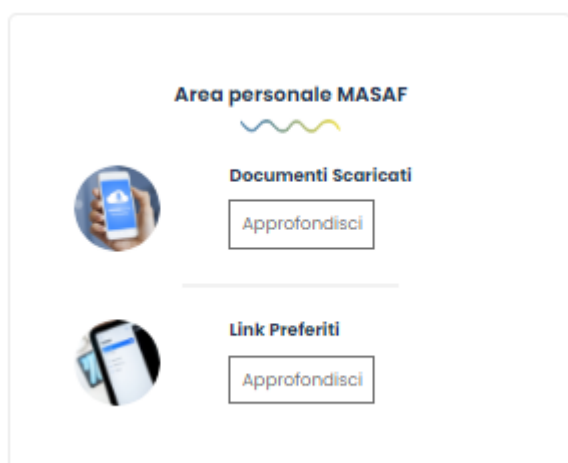 Area personale MASAF
Documenti Scaricati
Approfondisci
Link Preferiti
Approfondisci